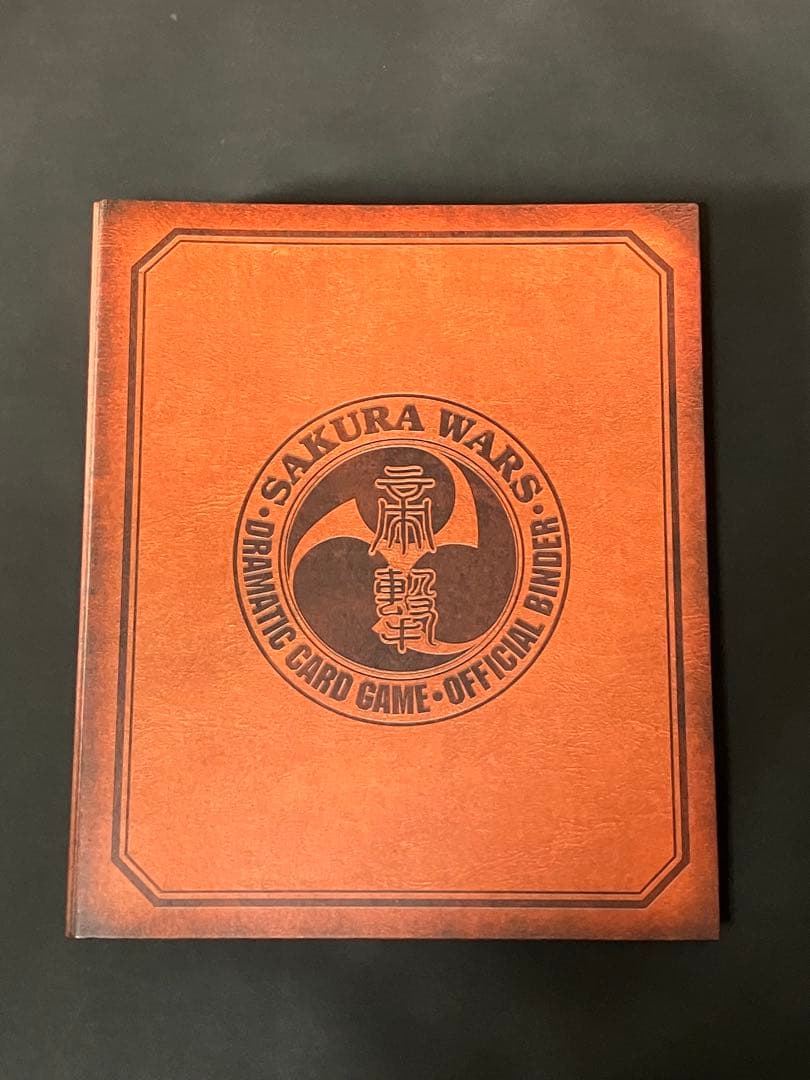 SAKURA WARS
帝
撃
DRAMATIC CARD GAME・OFFICIAL BINDER